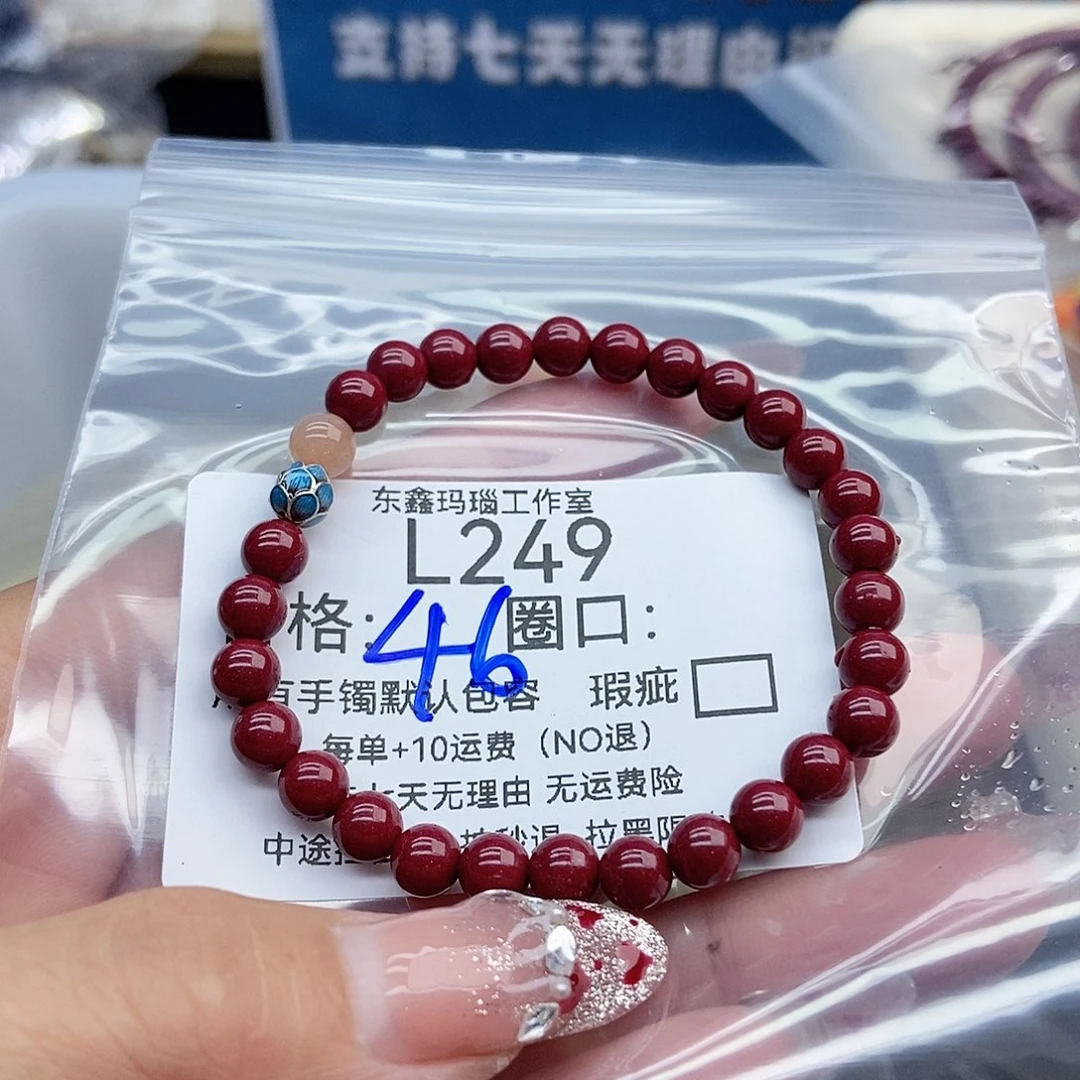 支持七天无理由
东鑫玛瑙工作室
L249
格：46 圈口：
手镯默认包容 瑕疵
每单+10运费（NO退）
七天无理由 无运费险
中途 拉黑